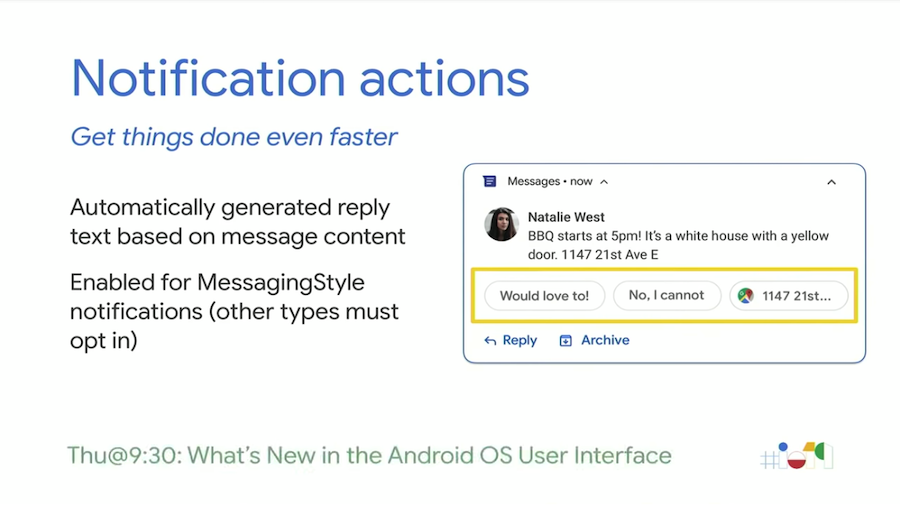 Notification actions
Get things done even faster
Automatically generated reply
text based on message content
Enabled for MessagingStyle
notifications (other types must
opt in)
Messages • now
Natalie West
BBQ starts at 5pm! It's a white house with a yellow
door. 1147 21st Ave E
Would love to! No, I cannot 1147 21st...
Reply Archive
Thu@9:30: What's New in the Android OS User Interface
#io19